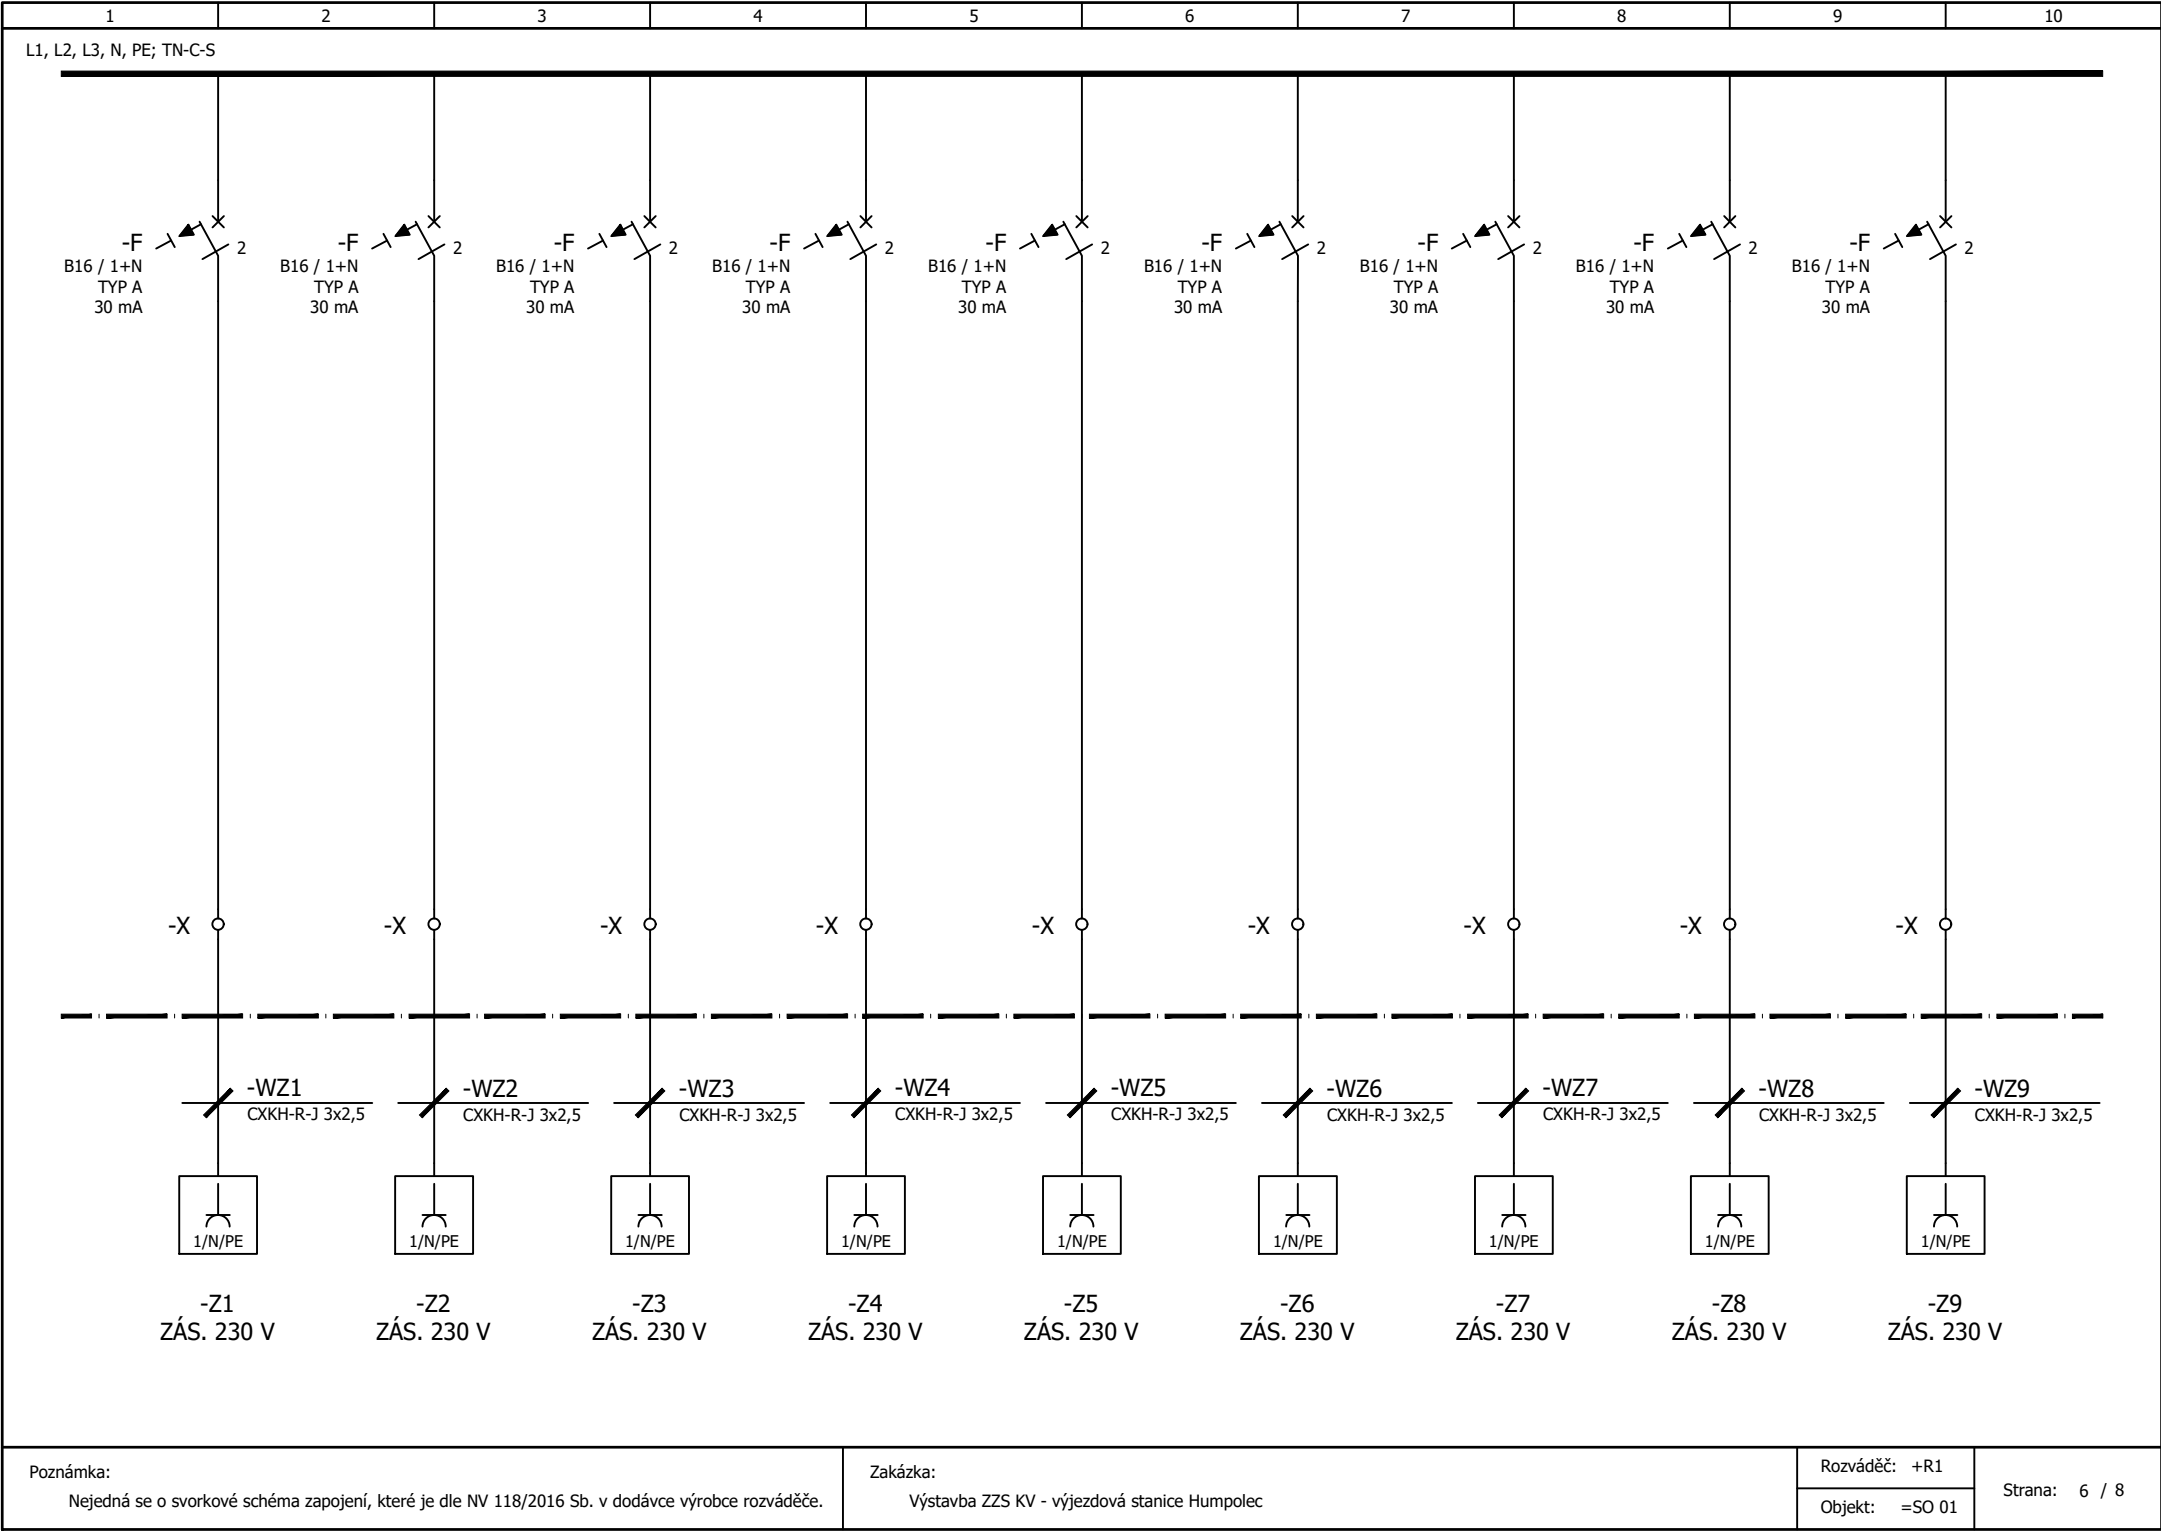 1 2 3 4 5 6 7 8 9 10
L1, L2, L3, N, PE; TN-C-S
-F 2 -F 2 -F 2 -F 2 -F 2 -F 2 -F 2 -F 2 -F 2
B16 / 1+N B16 / 1+N B16 / 1+N B16 / 1+N B16 / 1+N B16 / 1+N B16 / 1+N B16 / 1+N B16 / 1+N
TYP A TYP A TYP A TYP A TYP A TYP A TYP A TYP A TYP A
30 mA 30 mA 30 mA 30 mA 30 mA 30 mA 30 mA 30 mA 30 mA
-X -X -X -X -X -X -X -X -X
-WZ1 -WZ2 -WZ3 -WZ4 -WZ5 -WZ6 -WZ7 -WZ8 -WZ9
CXKH-R-J 3x2,5 CXKH-R-J 3x2,5 CXKH-R-J 3x2,5 CXKH-R-J 3x2,5 CXKH-R-J 3x2,5 CXKH-R-J 3x2,5 CXKH-R-J 3x2,5 CXKH-R-J 3x2,5 CXKH-R-J 3x2,5
1/N/PE 1/N/PE 1/N/PE 1/N/PE 1/N/PE 1/N/PE 1/N/PE 1/N/PE 1/N/PE
-Z1 -Z2 -Z3 -Z4 -Z5 -Z6 -Z7 -Z8 -Z9
ZÁS. 230 V ZÁS. 230 V ZÁS. 230 V ZÁS. 230 V ZÁS. 230 V ZÁS. 230 V ZÁS. 230 V ZÁS. 230 V ZÁS. 230 V
Poznámka:
Nejedná se o svorkové schéma zapojení, které je dle NV 118/2016 Sb. v dodávce výrobce rozváděče.
Zakázka:
Výstavba ZZS KV - výjezdová stanice Humpolec
Rozváděč: +R1
Objekt: =SO 01
Strana: 6 / 8